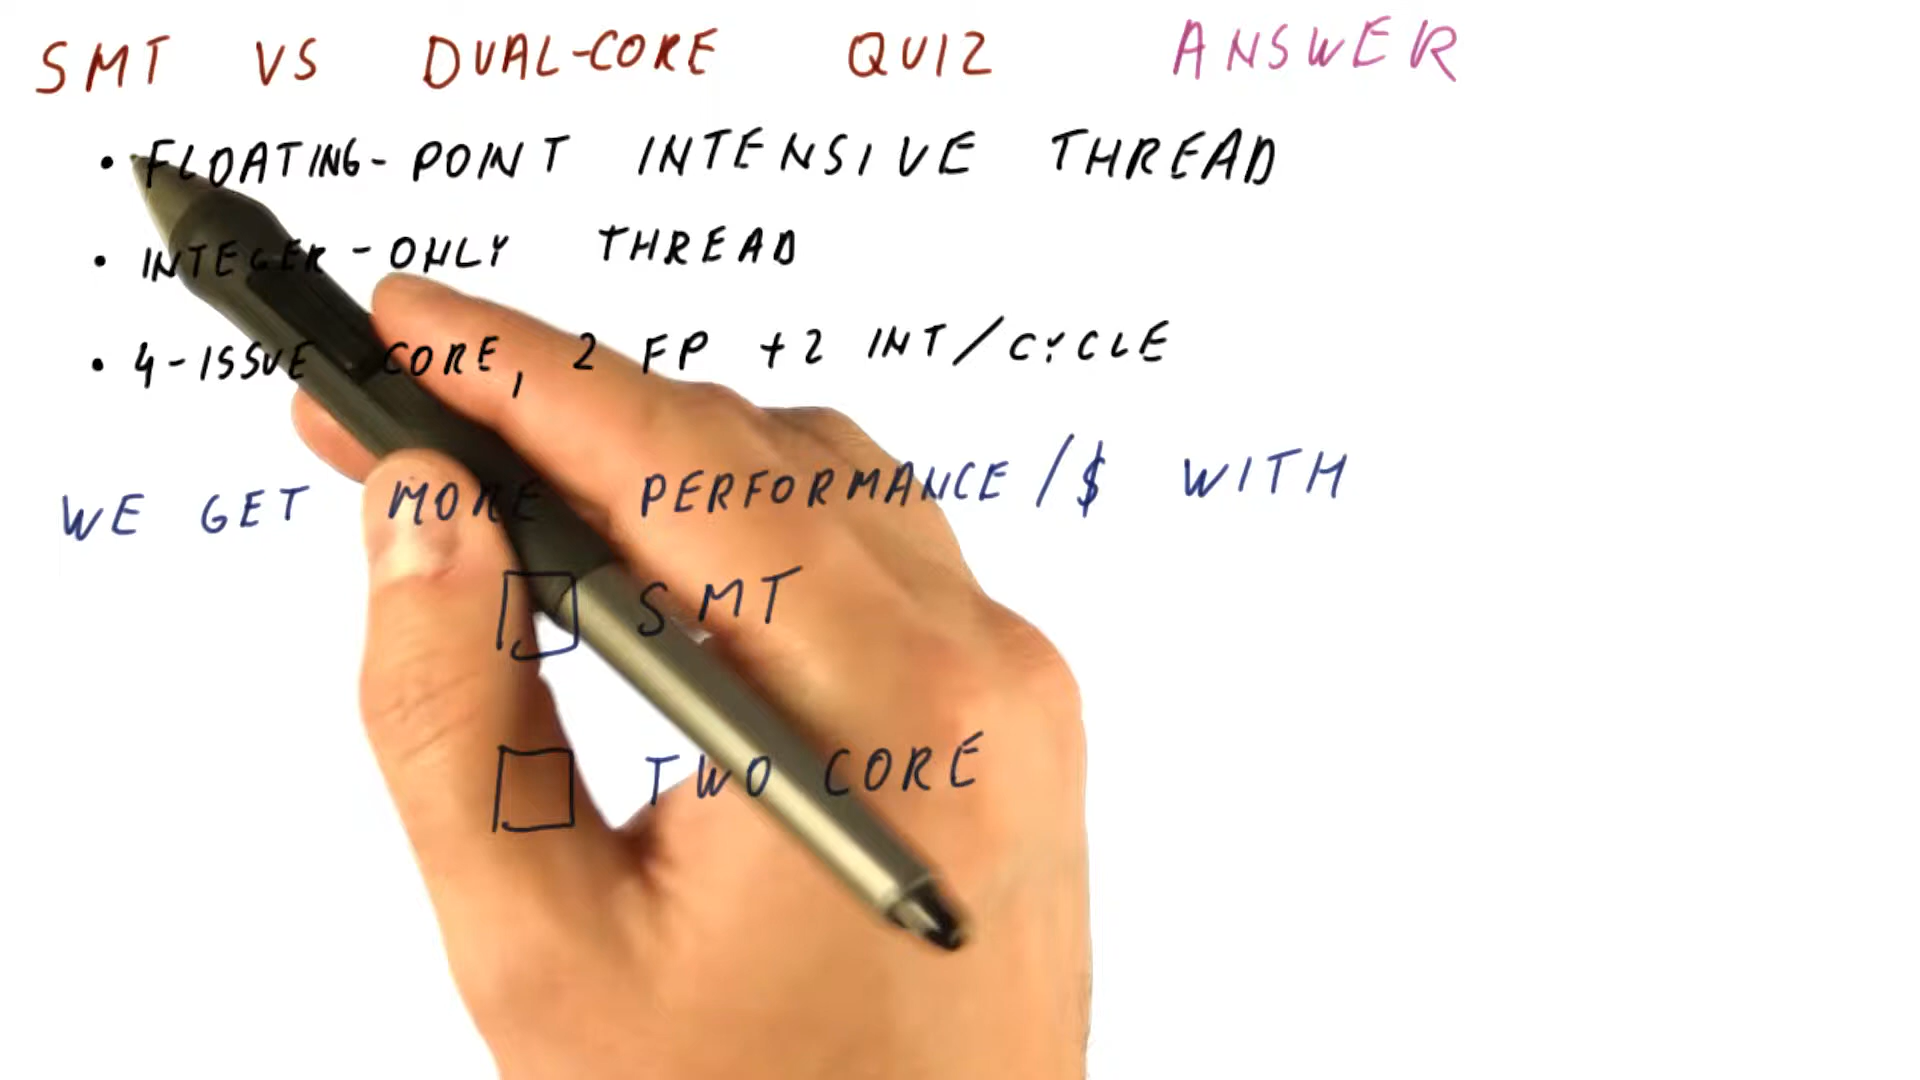 SMT VS DUAL-CORE QUIZ ANSWER
• FLOATING-POINT INTENSIVE THREAD
• INTEGER-ONLY THREAD
• 4-ISSUE CORE, 2 FP + 2 INT/CYCLE
WE GET MORE PERFORMANCE/$ WITH
SMT
TWO CORE